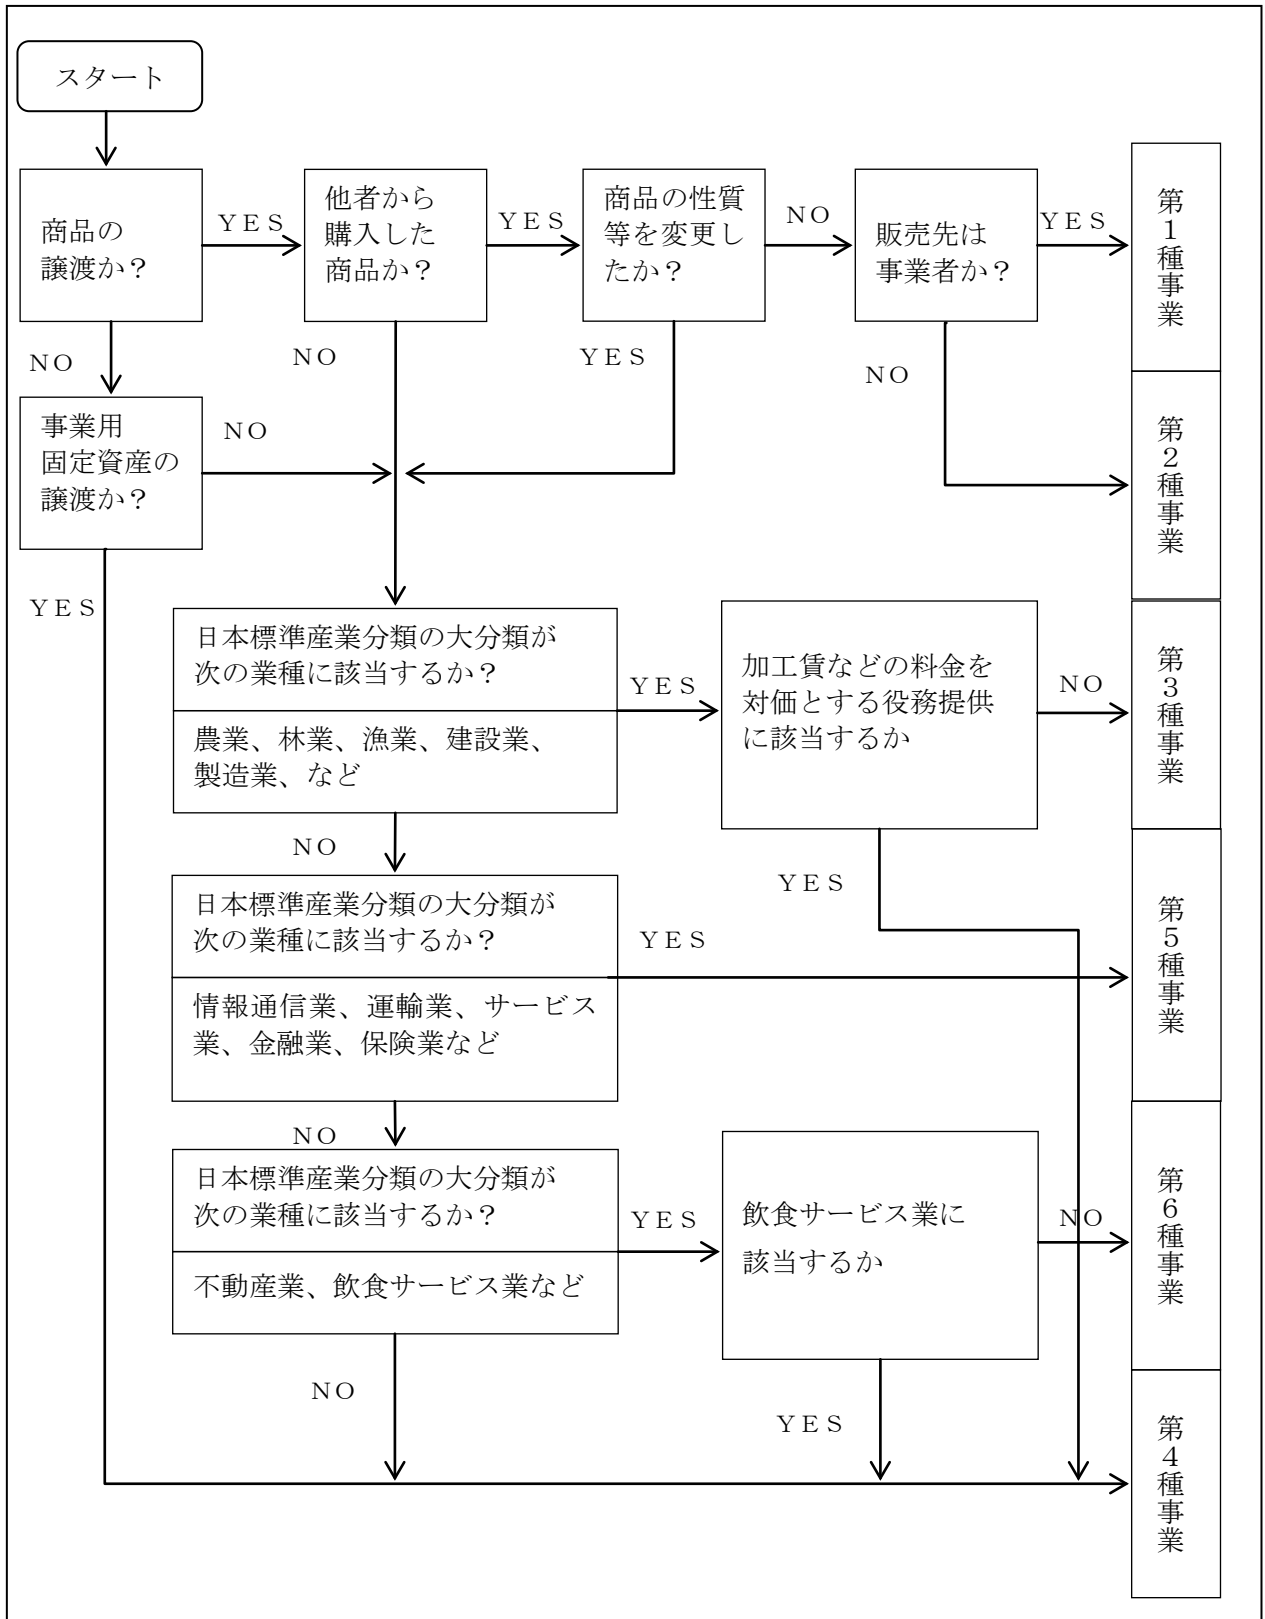 スタート
商品の
譲渡か？
ＹＥＳ
他者から
購入した
商品か？
ＹＥＳ
商品の性質
等を変更し
たか？
ＮＯ
販売先は
事業者か？
ＹＥＳ
第１種事業
ＮＯ
ＮＯ
ＹＥＳ
ＮＯ
事業用
固定資産の
譲渡か？
ＮＯ
第２種事業
ＹＥＳ
日本標準産業分類の大分類が
次の業種に該当するか？
農業、林業、漁業、建設業、
製造業、など
ＹＥＳ
加工賃などの料金を
対価とする役務提供
に該当するか
ＮＯ
第３種事業
ＮＯ
ＹＥＳ
日本標準産業分類の大分類が
次の業種に該当するか？
情報通信業、運輸業、サービス
業、金融業、保険業など
ＹＥＳ
第５種事業
ＮＯ
日本標準産業分類の大分類が
次の業種に該当するか？
不動産業、飲食サービス業など
ＹＥＳ
飲食サービス業に
該当するか
ＮＯ
第６種事業
ＮＯ
ＹＥＳ
第４種事業